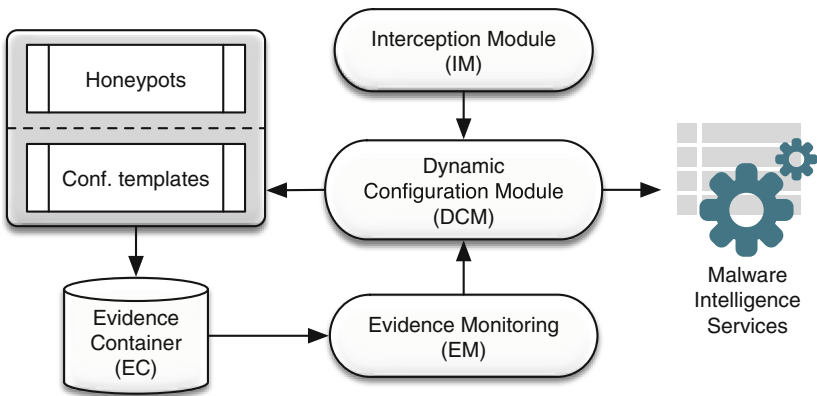 Honeypots
Conf. templates
Interception Module
(IM)
Dynamic
Configuration Module
(DCM)
Evidence
Container
(EC)
Evidence Monitoring
(EM)
Malware
Intelligence
Services